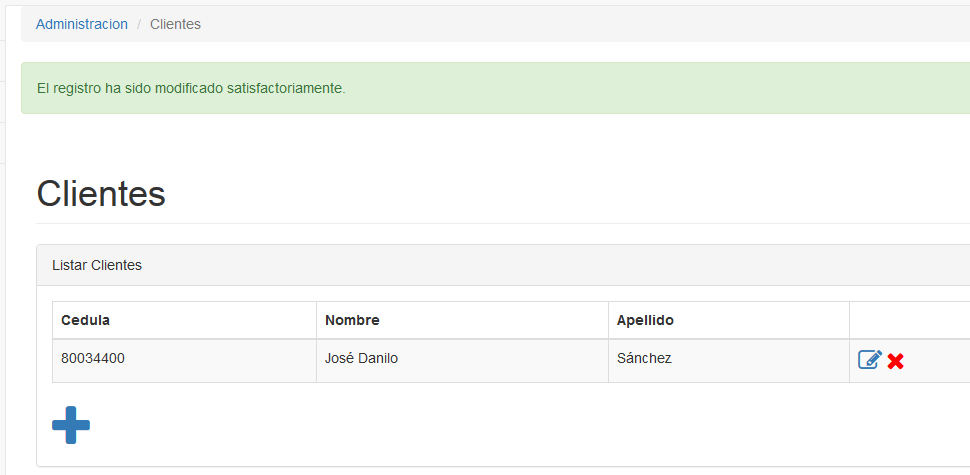 Administracion / Clientes
El registro ha sido modificado satisfactoriamente.
Clientes
Listar Clientes
Cedula Nombre Apellido
80034400 José Danilo Sánchez